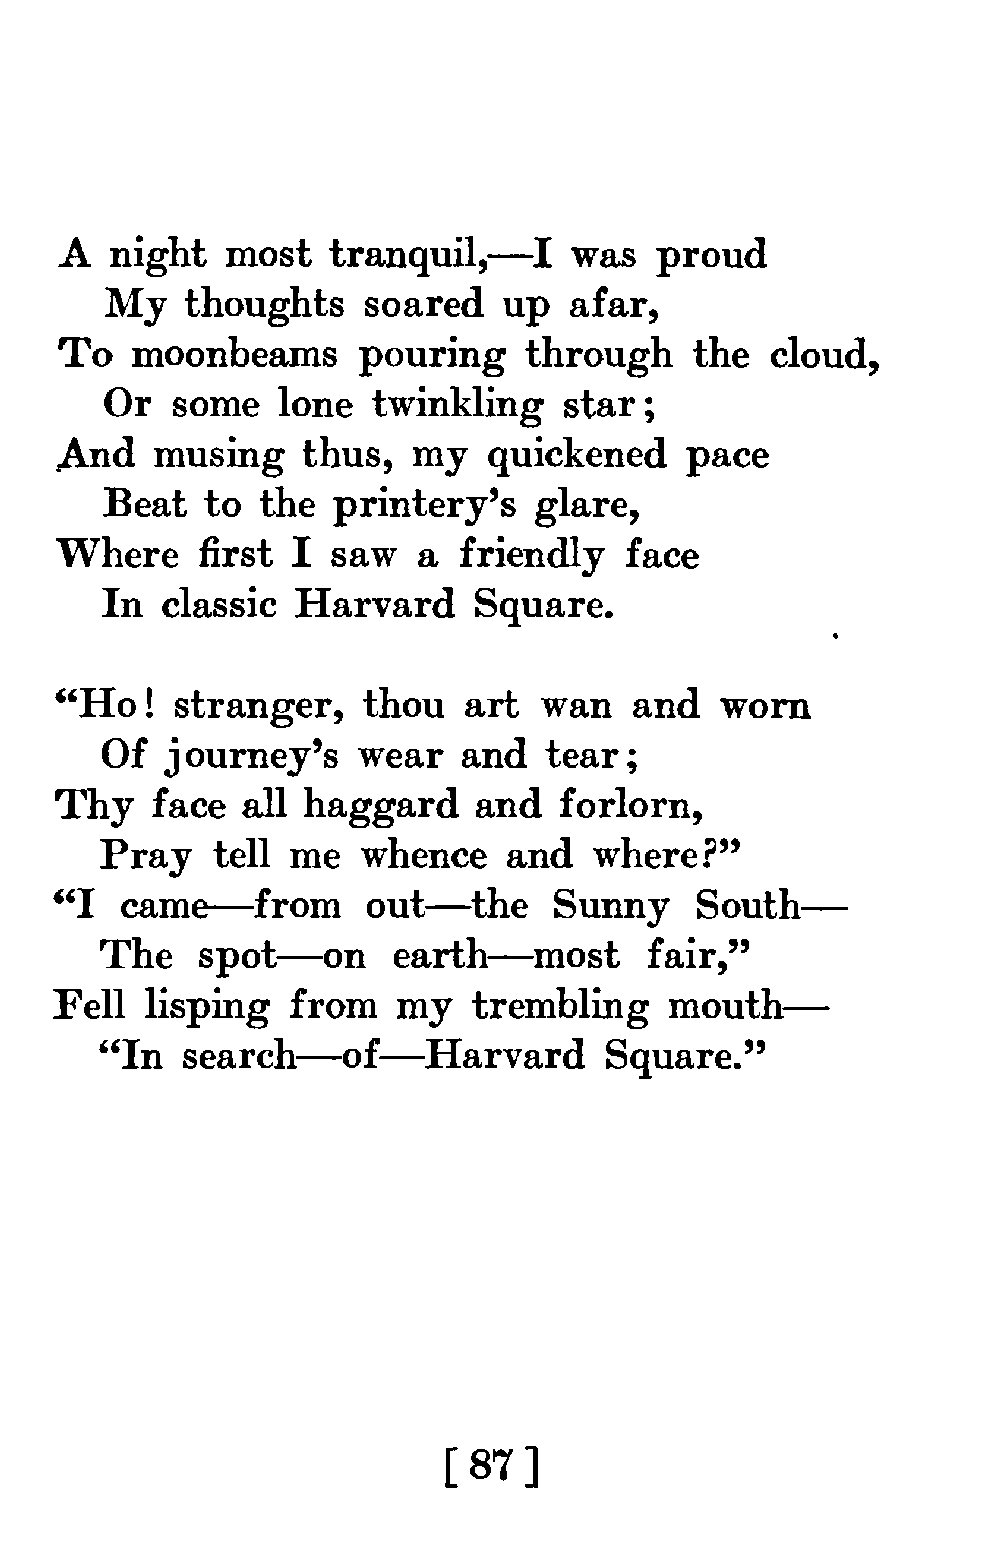 A night most tranquil,—I was proud
My thoughts soared up afar,
To moonbeams pouring through the cloud,
Or some lone twinkling star;
And musing thus, my quickened pace
Beat to the printery's glare,
Where first I saw a friendly face
In classic Harvard Square.
“Ho! stranger, thou art wan and worn
Of journey's wear and tear;
Thy face all haggard and forlorn,
Pray tell me whence and where?”
“I came—from out—the Sunny South—
The spot—on earth—most fair,”
Fell lisping from my trembling mouth—
“In search—of—Harvard Square.”
[ 87 ]